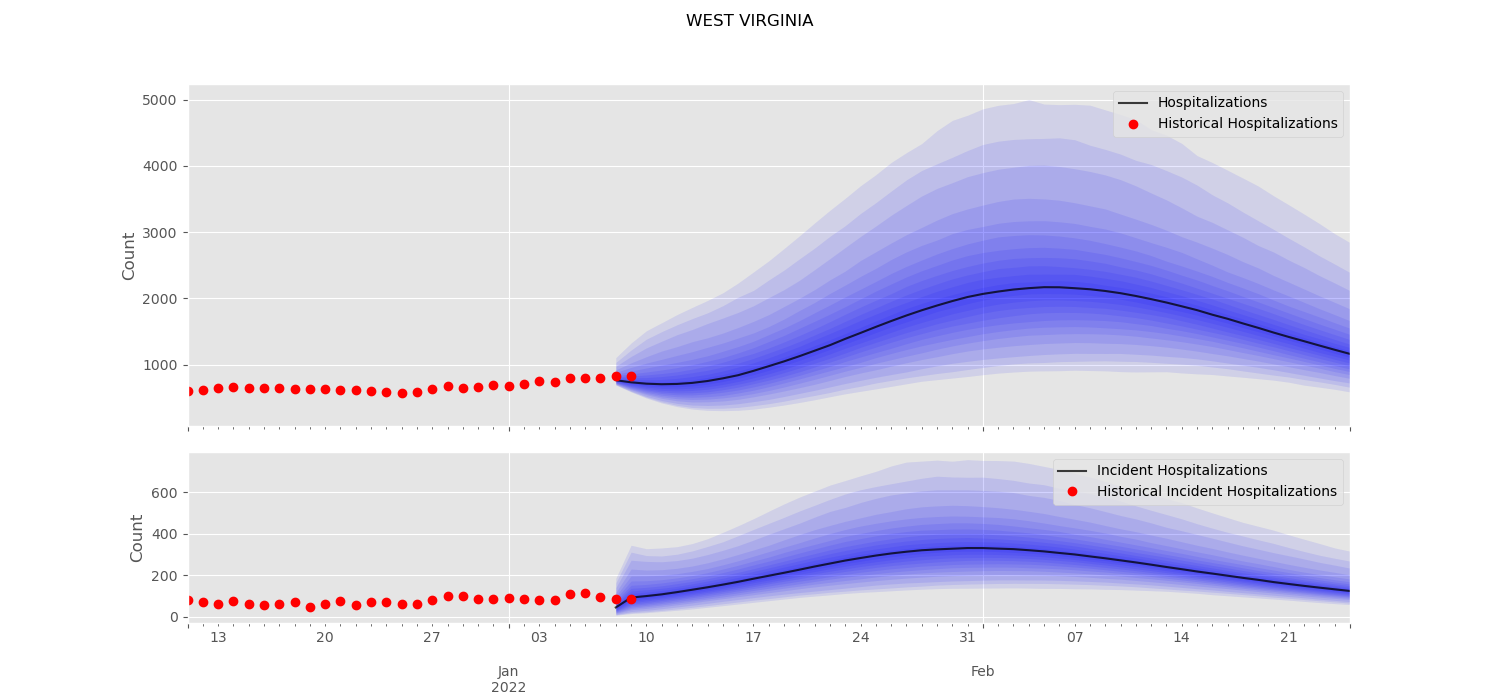 WEST VIRGINIA
5000
4000
3000
2000
1000
Count
Hospitalizations
Historical Hospitalizations
600
400
200
0
Count
Incident Hospitalizations
Historical Incident Hospitalizations
13 20 27 03 10 17 24 31 07 14 21
Jan Feb
2022